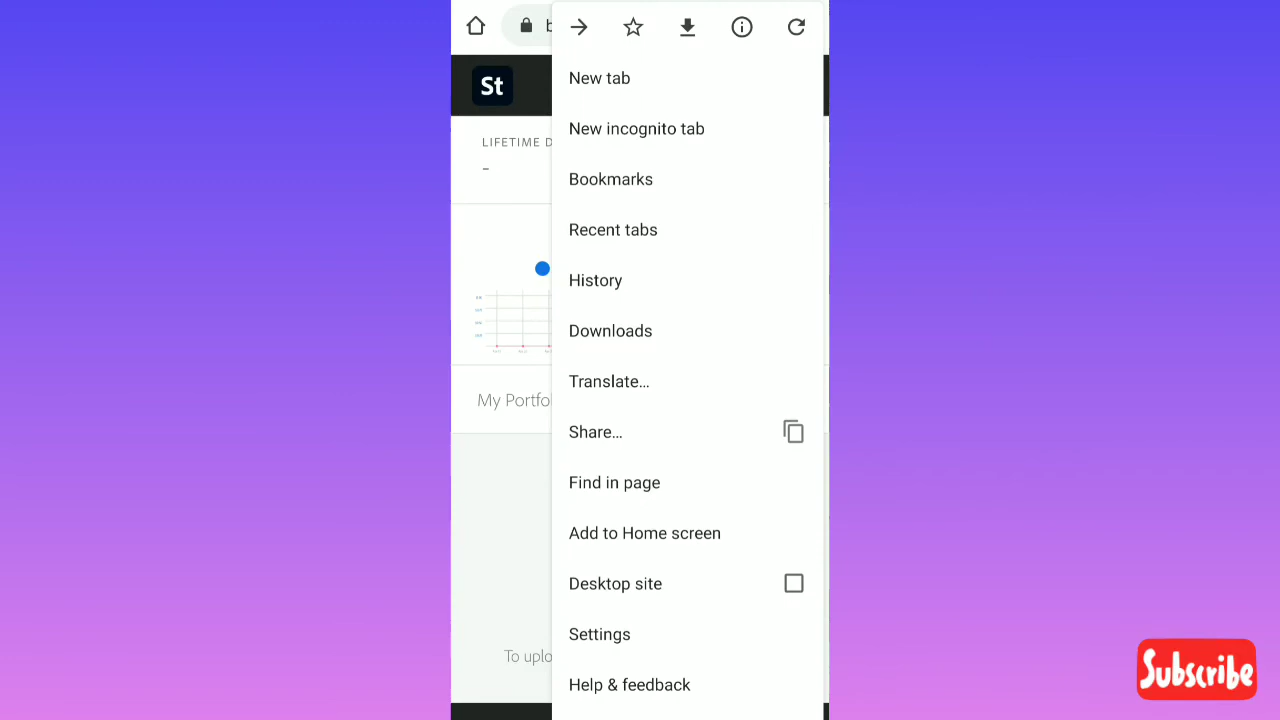 b
St
New tab
LIFETIME D
New incognito tab
-
Bookmarks
Recent tabs
History
Downloads
Translate...
My Portfo
Share...
Find in page
Add to Home screen
Desktop site
Settings
To uplo
Help & feedback
Subscribe